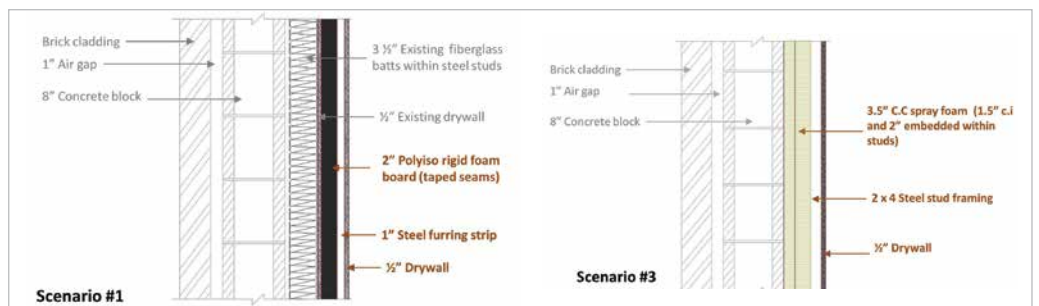 Brick cladding
1” Air gap
8” Concrete block
3 ½” Existing fiberglass
batts within steel studs
½” Existing drywall
2” Polyiso rigid foam
board (taped seams)
1” Steel furring strip
½” Drywall
Scenario #1
Brick cladding
1” Air gap
8” Concrete block
3.5” C.C spray foam (1.5” c.i
and 2” embedded within
studs)
2 x 4 Steel stud framing
½” Drywall
Scenario #3